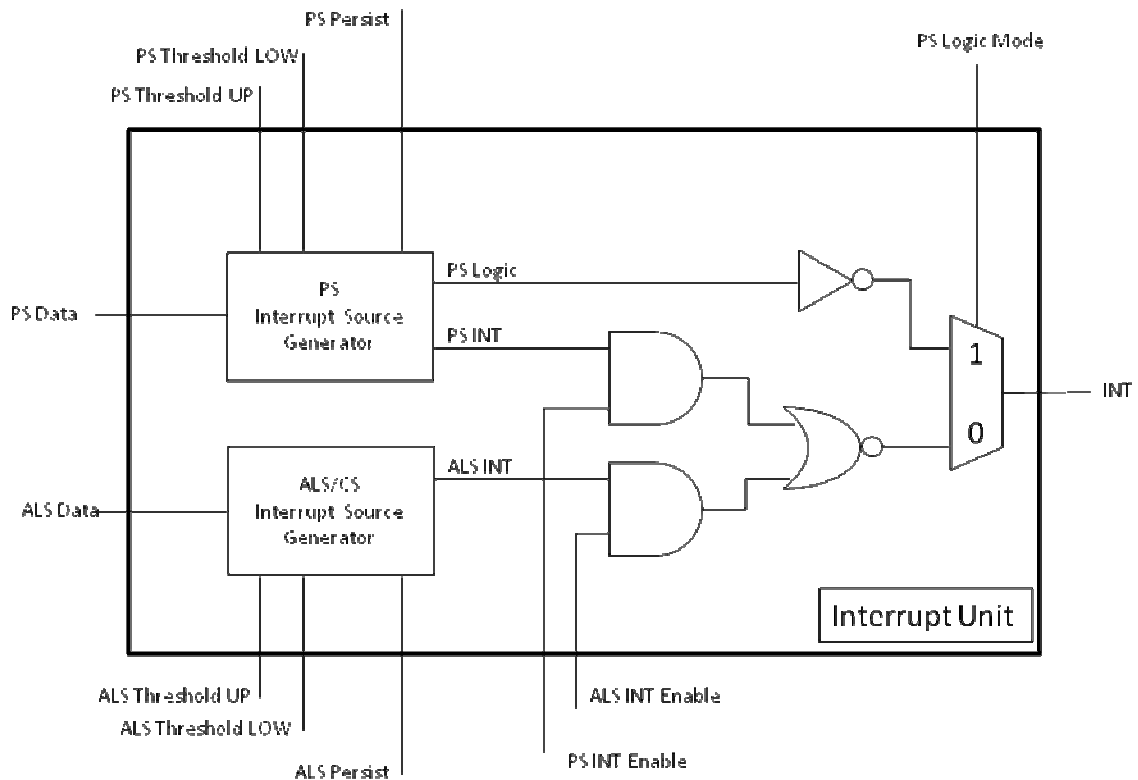 PS Persist
PS Threshold LOW
PS Logic Mode
PS Threshold UP
PS Logic
PS
Interrupt Source
Generator
PS Data
PS INT
1
INT
0
ALS INT
ALS/CS
Interrupt Source
Generator
ALS Data
Interrupt Unit
ALS Threshold UP
ALS INT Enable
ALS Threshold LOW
PS INT Enable
ALS Persist